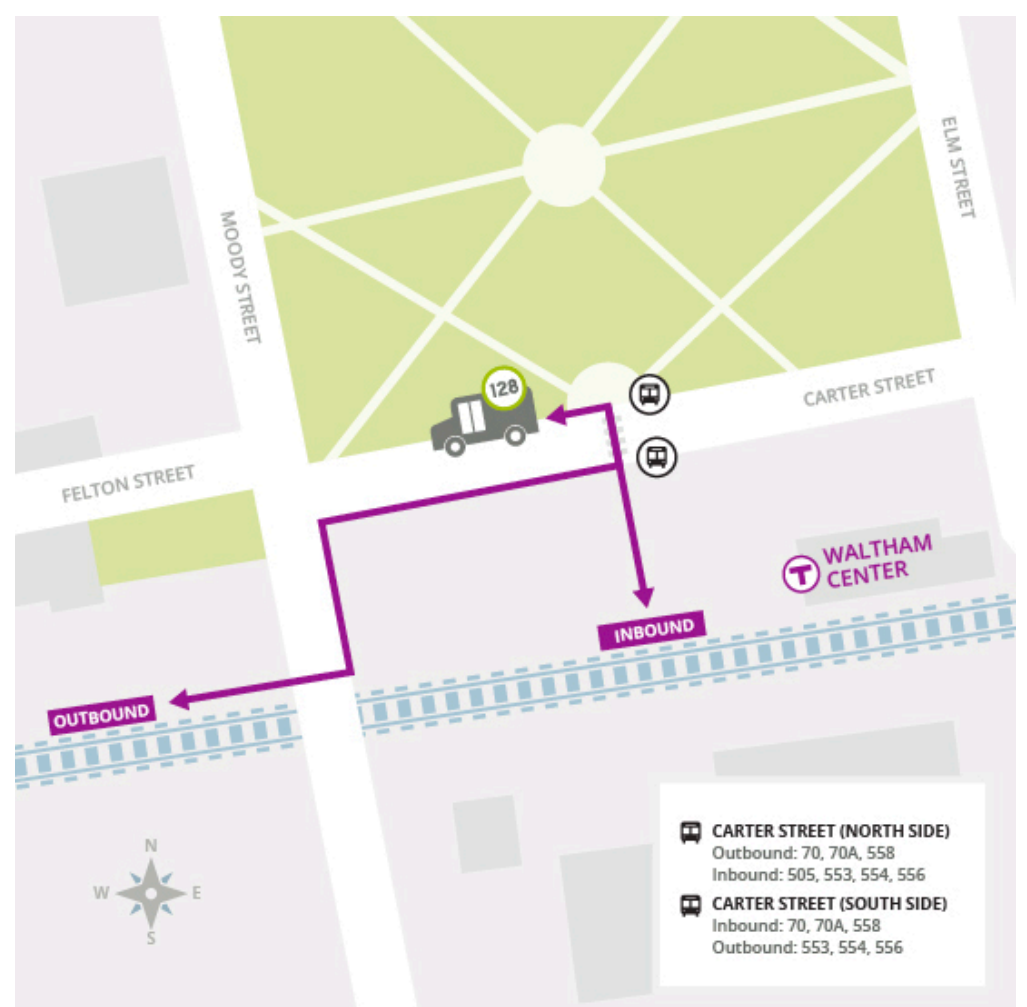 ELM STREET
MOODY STREET
128
CARTER STREET
FELTON STREET
T WALTHAM
CENTER
INBOUND
OUTBOUND
N
W E
S
CARTER STREET (NORTH SIDE)
Outbound: 70, 70A, 558
Inbound: 505, 553, 554, 556
CARTER STREET (SOUTH SIDE)
Inbound: 70, 70A, 558
Outbound: 553, 554, 556